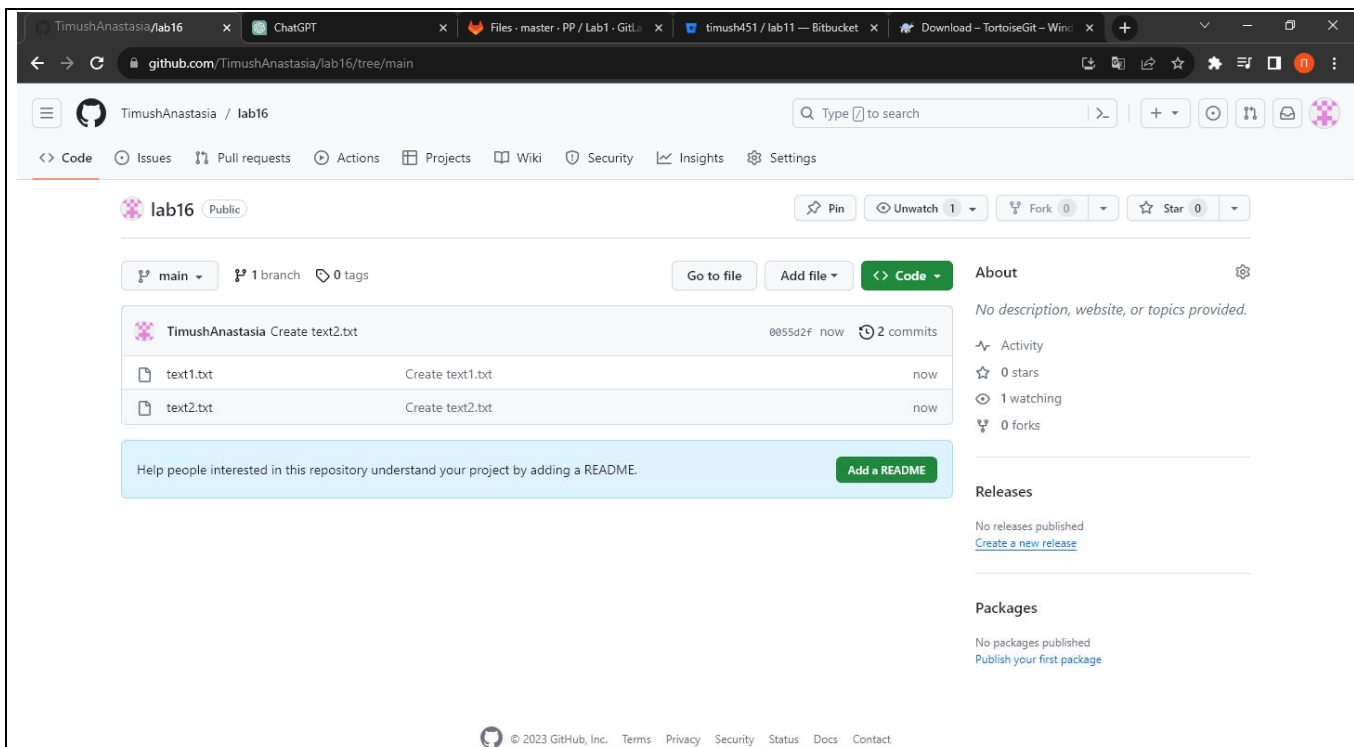 TimushAnastasia/lab16
ChatGPT
Files · master · PP / Lab1 · GitLa
timush451 / lab11 — Bitbucket
Download – TortoiseGit – Wind
github.com/TimushAnastasia/lab16/tree/main
П
TimushAnastasia / lab16
Type / to search
<> Code
Issues
Pull requests
Actions
Projects
Wiki
Security
Insights
Settings
lab16 Public
Pin
Unwatch 1
Fork 0
Star 0
main
1 branch
0 tags
Go to file
Add file
<> Code
TimushAnastasia Create text2.txt
0055d2f now 2 commits
text1.txt Create text1.txt now
text2.txt Create text2.txt now
Help people interested in this repository understand your project by adding a README.
Add a README
About
No description, website, or topics provided.
Activity
0 stars
1 watching
0 forks
Releases
No releases published
Create a new release
Packages
No packages published
Publish your first package
© 2023 GitHub, Inc. Terms Privacy Security Status Docs Contact